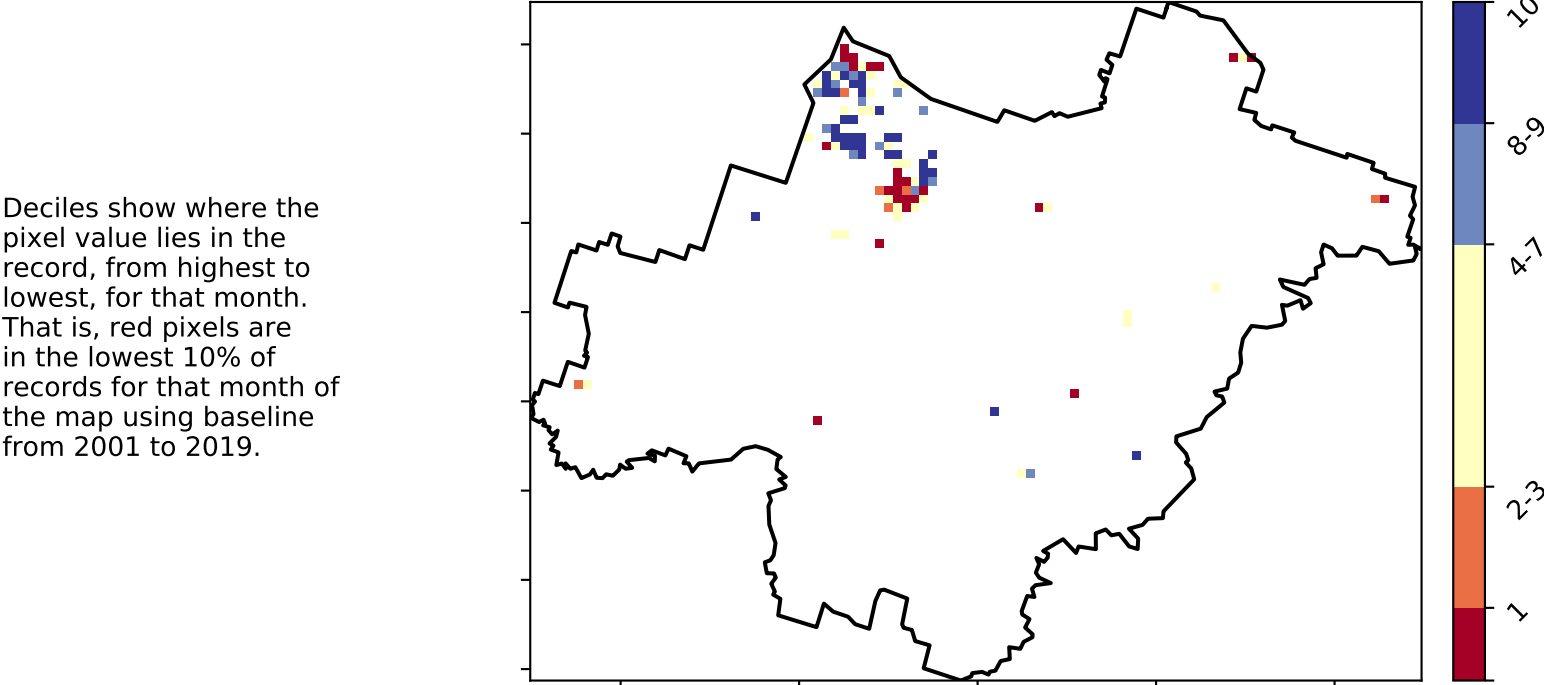 Deciles show where the
pixel value lies in the
record, from highest to
lowest, for that month.
That is, red pixels are
in the lowest 10% of
records for that month of
the map using baseline
from 2001 to 2019.
10
8-9
4-7
2-3
1